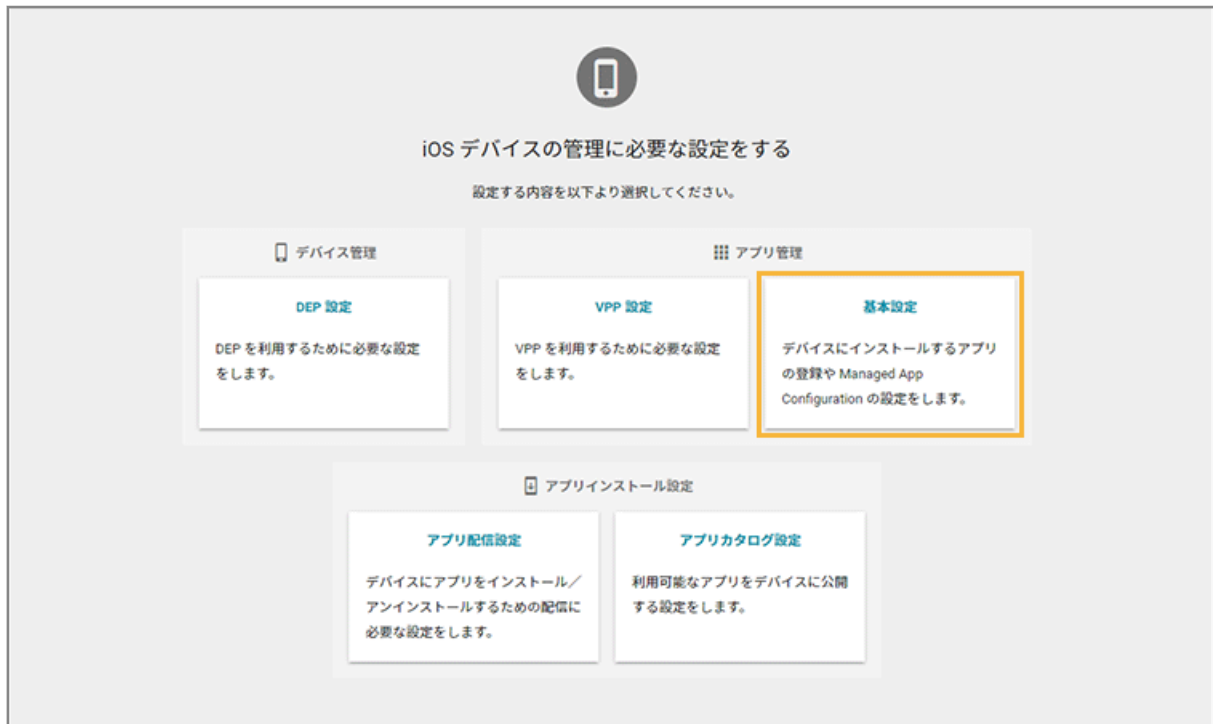 iOS デバイスの管理に必要な設定をする
設定する内容を以下より選択してください。
デバイス管理
DEP 設定
DEP を利用するために必要な設定
をします。
アプリ管理
VPP 設定
VPP を利用するために必要な設定
をします。
基本設定
デバイスにインストールするアプリ
の登録や Managed App
Configuration の設定をします。
アプリインストール設定
アプリ配信設定
デバイスにアプリをインストール／
アンインストールするための配信に
必要な設定をします。
アプリカタログ設定
利用可能なアプリをデバイスに公開
する設定をします。